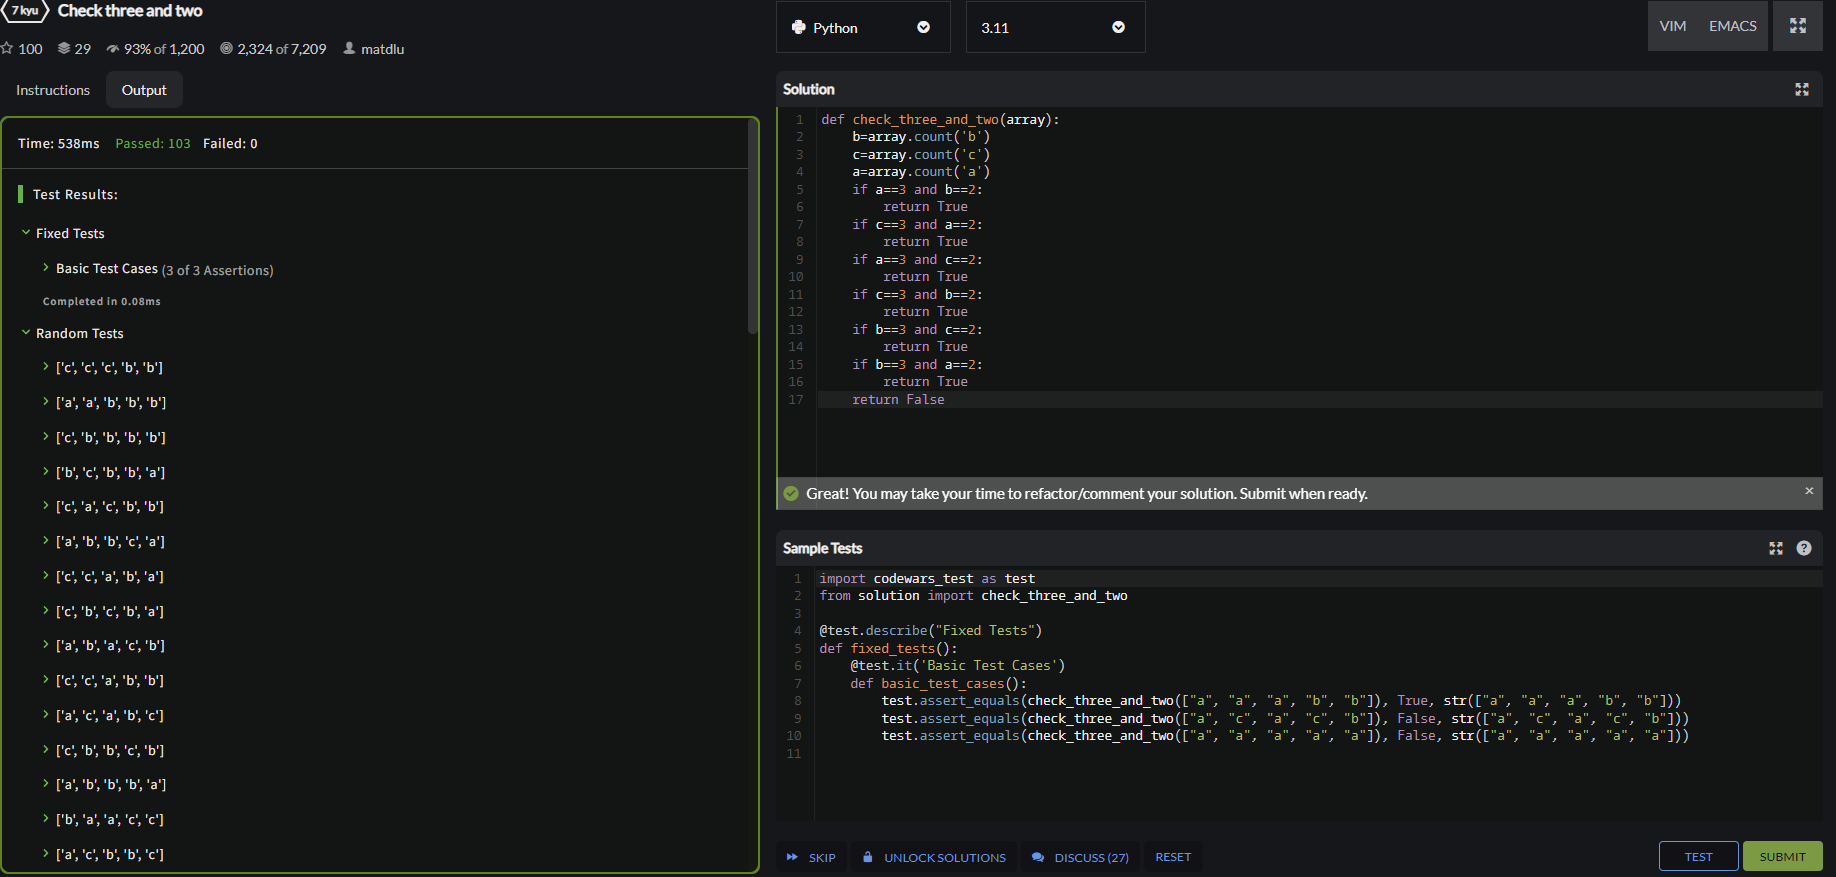 7 kyu Check three and two
100 29 93% of 1,200 2,324 of 7,209 matdlu
Instructions Output
Time: 538ms Passed: 103 Failed: 0
Test Results:
Fixed Tests
Basic Test Cases (3 of 3 Assertions)
Completed in 0.08ms
Random Tests
['c', 'c', 'c', 'b', 'b']
['a', 'a', 'b', 'b', 'b']
['c', 'b', 'b', 'b', 'b']
['b', 'c', 'b', 'b', 'a']
['c', 'a', 'c', 'b', 'b']
['a', 'b', 'b', 'c', 'a']
['c', 'c', 'a', 'b', 'a']
['c', 'b', 'c', 'b', 'a']
['a', 'b', 'a', 'c', 'b']
['c', 'c', 'a', 'b', 'b']
['a', 'c', 'a', 'b', 'c']
['c', 'b', 'b', 'c', 'b']
['a', 'b', 'b', 'b', 'a']
['b', 'a', 'a', 'c', 'c']
['a', 'c', 'b', 'b', 'c']
Python 3.11 VIM EMACS
Solution
1 def check_three_and_two(array):
2 b=array.count('b')
3 c=array.count('c')
4 a=array.count('a')
5 if a==3 and b==2:
6 return True
7 if c==3 and a==2:
8 return True
9 if a==3 and c==2:
10 return True
11 if c==3 and b==2:
12 return True
13 if b==3 and c==2:
14 return True
15 if b==3 and a==2:
16 return True
17 return False
Great! You may take your time to refactor/comment your solution. Submit when ready. ×
Sample Tests ?
1 import codewars_test as test
2 from solution import check_three_and_two
3
4 @test.describe("Fixed Tests")
5 def fixed_tests():
6 @test.it('Basic Test Cases')
7 def basic_test_cases():
8 test.assert_equals(check_three_and_two(["a", "a", "a", "b", "b"]), True, str(["a", "a", "a", "b", "b"]))
9 test.assert_equals(check_three_and_two(["a", "c", "a", "c", "b"]), False, str(["a", "c", "a", "c", "b"]))
10 test.assert_equals(check_three_and_two(["a", "a", "a", "a", "a"]), False, str(["a", "a", "a", "a", "a"]))
11
SKIP UNLOCK SOLUTIONS DISCUSS (27) RESET TEST SUBMIT